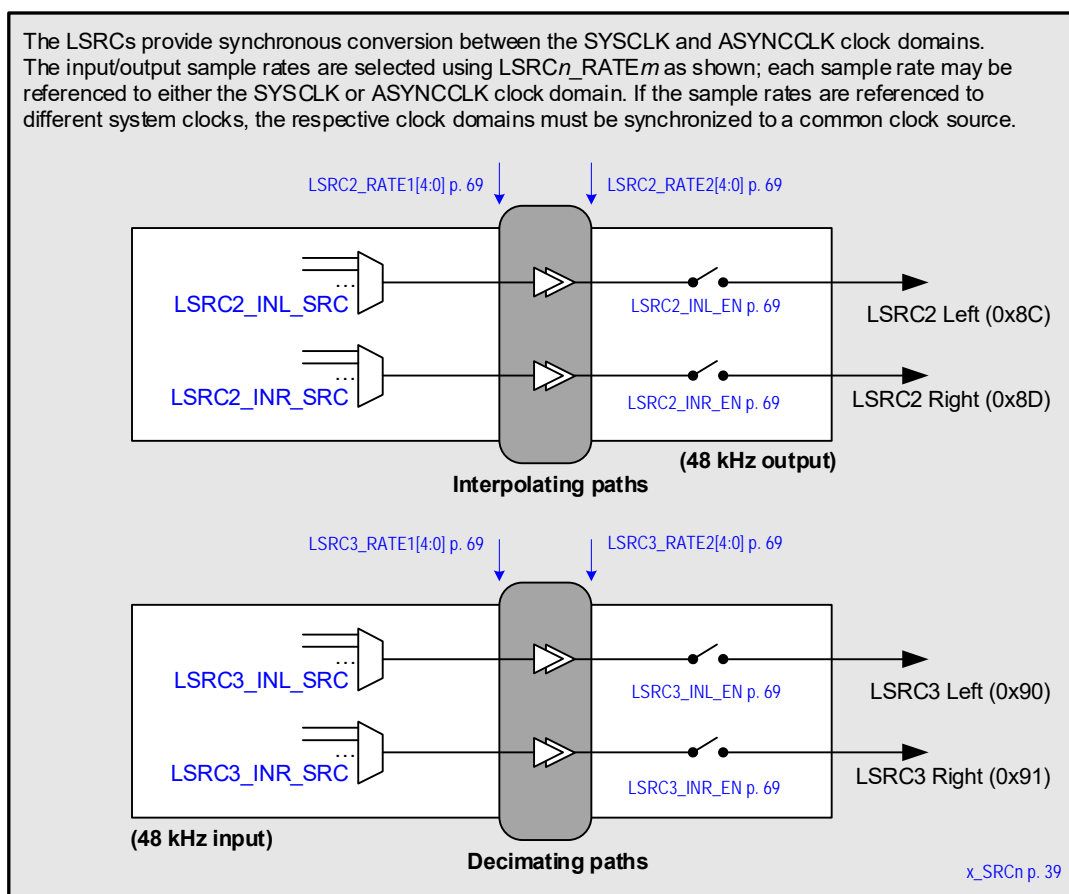 The LSRCs provide synchronous conversion between the SYSCLK and ASYNCCLK clock domains.
The input/output sample rates are selected using LSRCn_RATEm as shown; each sample rate may be
referenced to either the SYSCLK or ASYNCCLK clock domain. If the sample rates are referenced to
different system clocks, the respective clock domains must be synchronized to a common clock source.
LSRC2_RATE1[4:0] p. 69
LSRC2_RATE2[4:0] p. 69
...
LSRC2_INL_SRC
LSRC2_INL_EN p. 69
LSRC2 Left (0x8C)
...
LSRC2_INR_SRC
LSRC2_INR_EN p. 69
LSRC2 Right (0x8D)
(48 kHz output)
Interpolating paths
LSRC3_RATE1[4:0] p. 69
LSRC3_RATE2[4:0] p. 69
...
LSRC3_INL_SRC
LSRC3_INL_EN p. 69
LSRC3 Left (0x90)
...
LSRC3_INR_SRC
LSRC3_INR_EN p. 69
LSRC3 Right (0x91)
(48 kHz input)
Decimating paths
x_SRCn p. 39